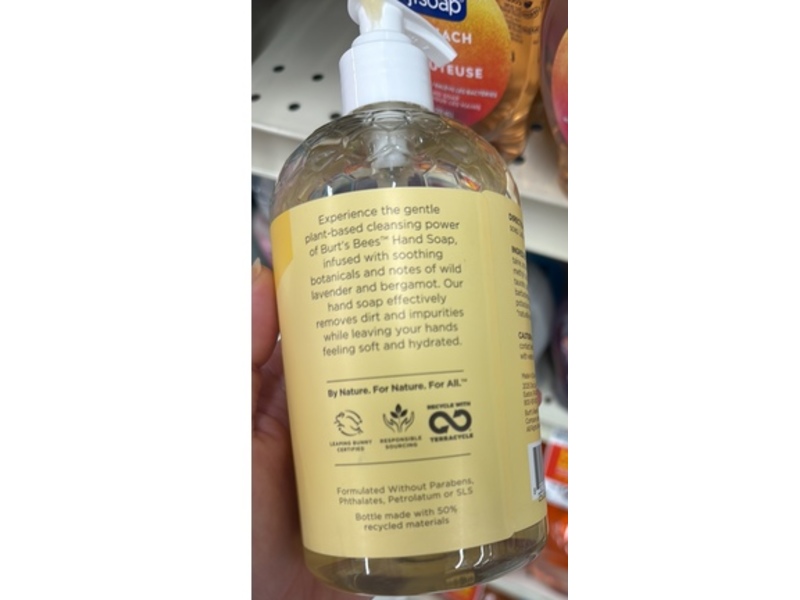 Softsoap
Experience the gentle
plant-based cleansing power
of Burt's Bees™ Hand Soap,
infused with soothing
botanicals and notes of wild
lavender and bergamot. Our
hand soap effectively
removes dirt and impurities
while leaving your hands
feeling soft and hydrated.
By Nature. For Nature. For All.™
LEAPING BUNNY
CERTIFIED
RESPONSIBLE
SOURCING
RECYCLE WITH
TERRACYCLE
Formulated Without Parabens,
Phthalates, Petrolatum or SLS
Bottle made with 50%
recycled materials